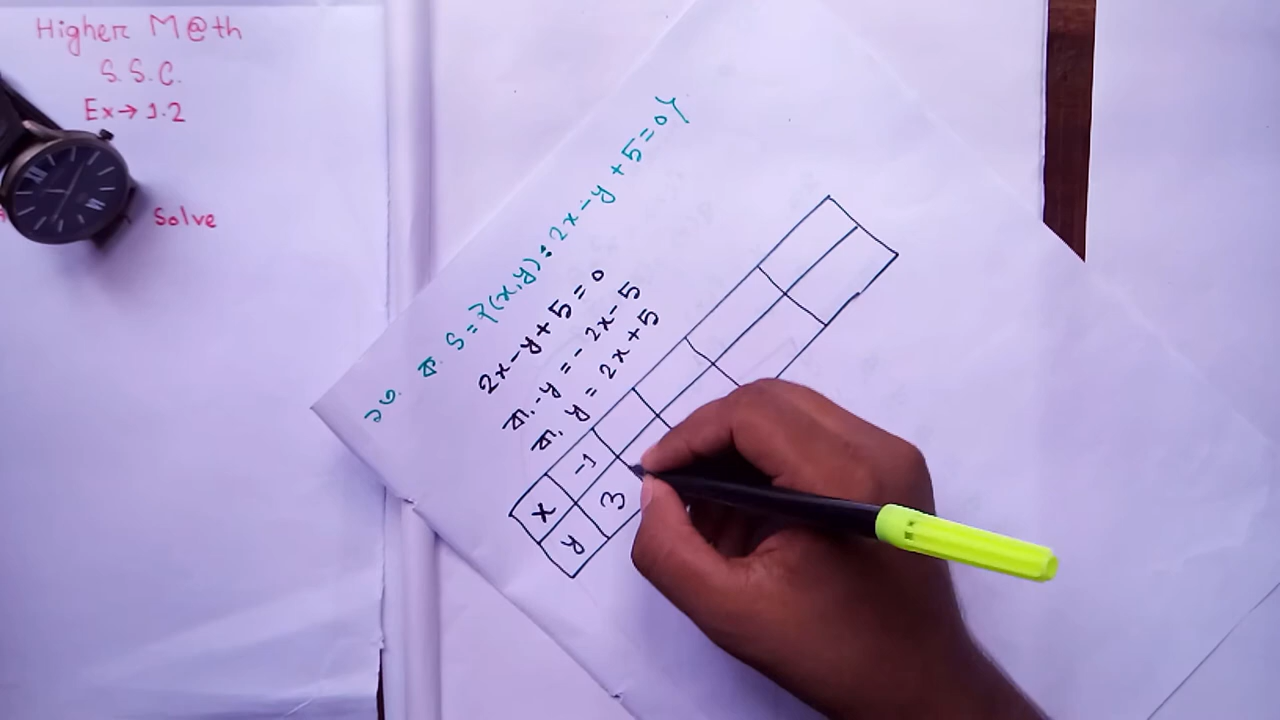 Higher M@th
S.S.C.
Ex→1.2
Solve
১৩. ক. S={(x,y):2x-y+5=0}
2x-y+5=0
বা, -y=-2x-5
বা, y=2x+5
x -1
y 3